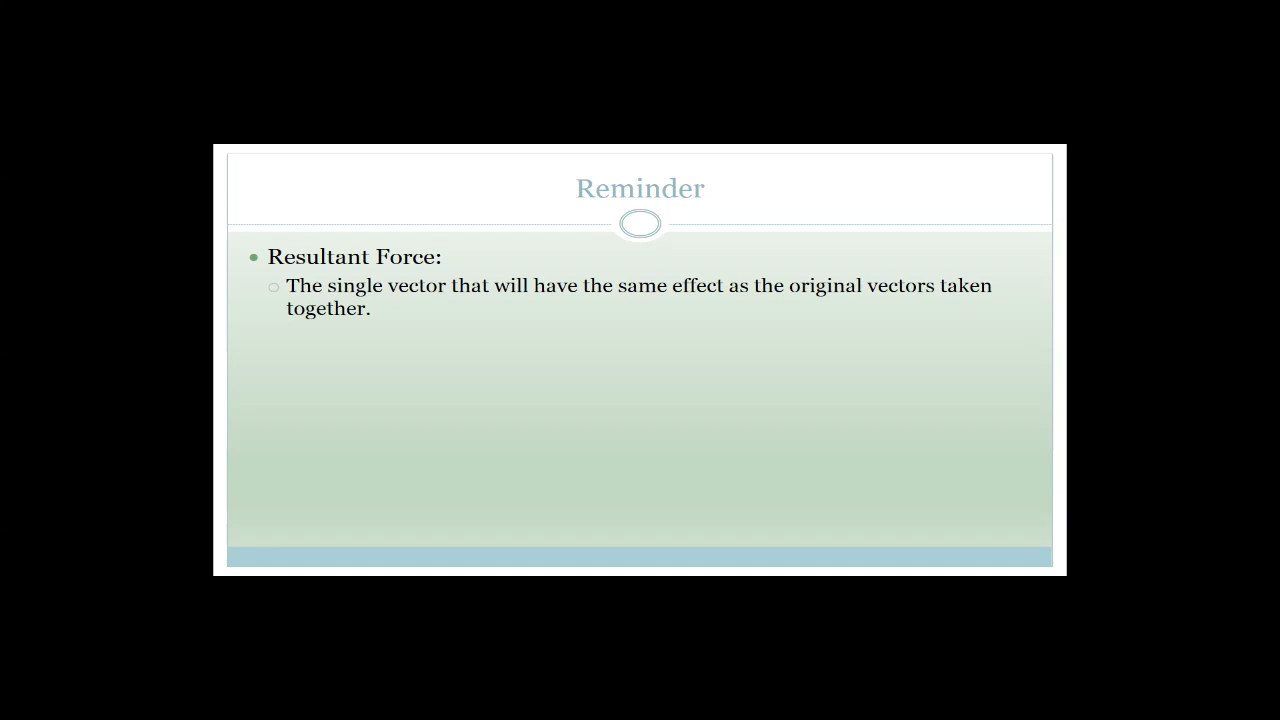 Reminder
Resultant Force:
The single vector that will have the same effect as the original vectors taken
together.